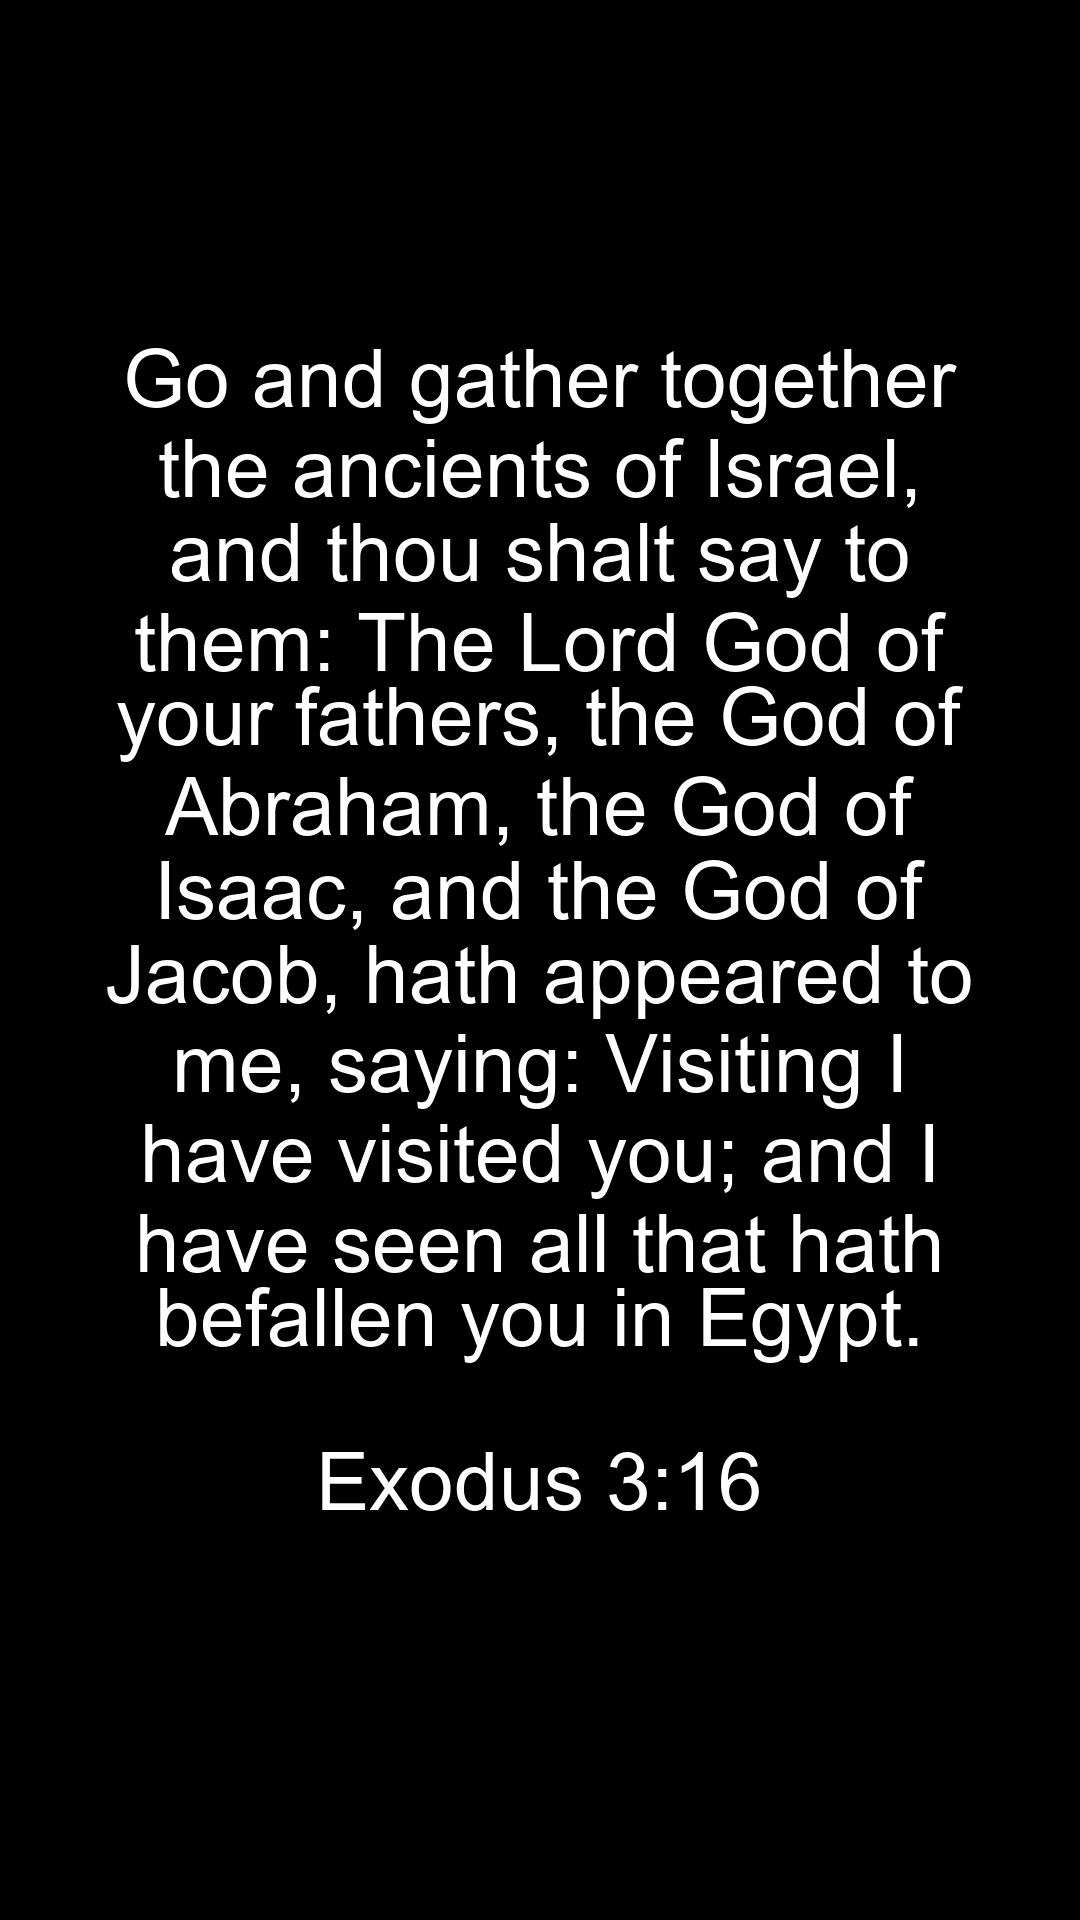 Go and gather together
the ancients of Israel,
and thou shalt say to
them: The Lord God of
your fathers, the God of
Abraham, the God of
Isaac, and the God of
Jacob, hath appeared to
me, saying: Visiting I
have visited you; and I
have seen all that hath
befallen you in Egypt.
Exodus 3:16